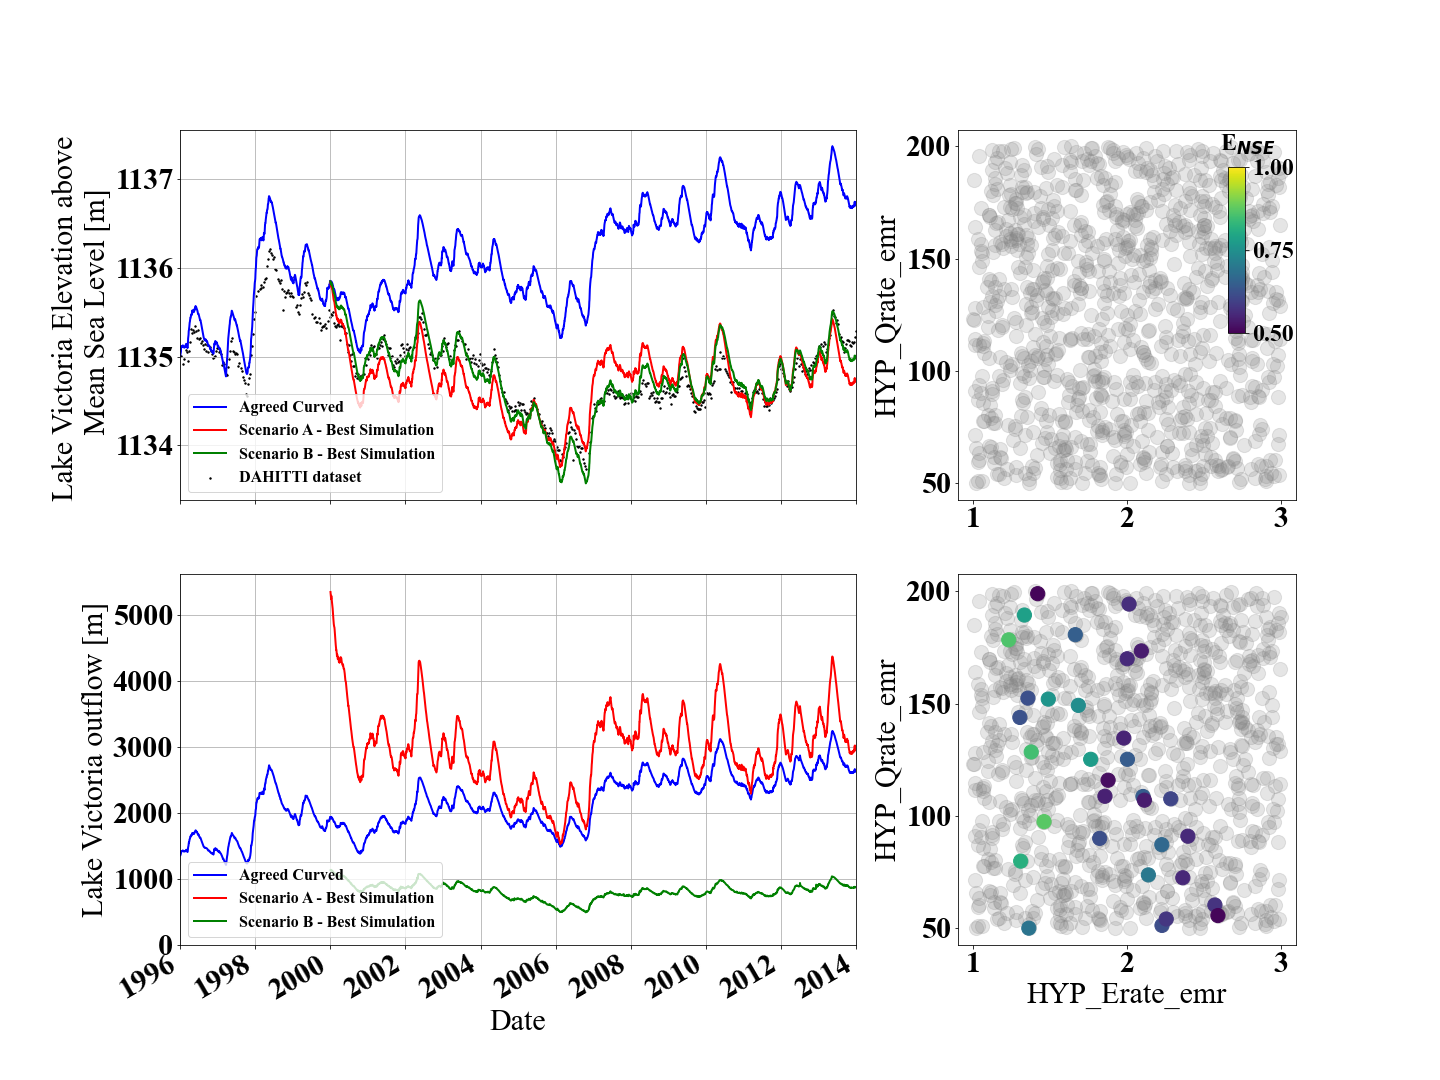 Lake Victoria Elevation above
Mean Sea Level [m]
1137
1136
1135
1134
Agreed Curved
Scenario A - Best Simulation
Scenario B - Best Simulation
DAHITTI dataset
HYP_Qrate_emr
200
150
100
50
1 2 3
E_NSE
1.00
0.75
0.50
Lake Victoria outflow [m]
5000
4000
3000
2000
1000
0
Agreed Curved
Scenario A - Best Simulation
Scenario B - Best Simulation
1996 1998 2000 2002 2004 2006 2008 2010 2012 2014
Date
HYP_Qrate_emr
200
150
100
50
1 2 3
HYP_Erate_emr